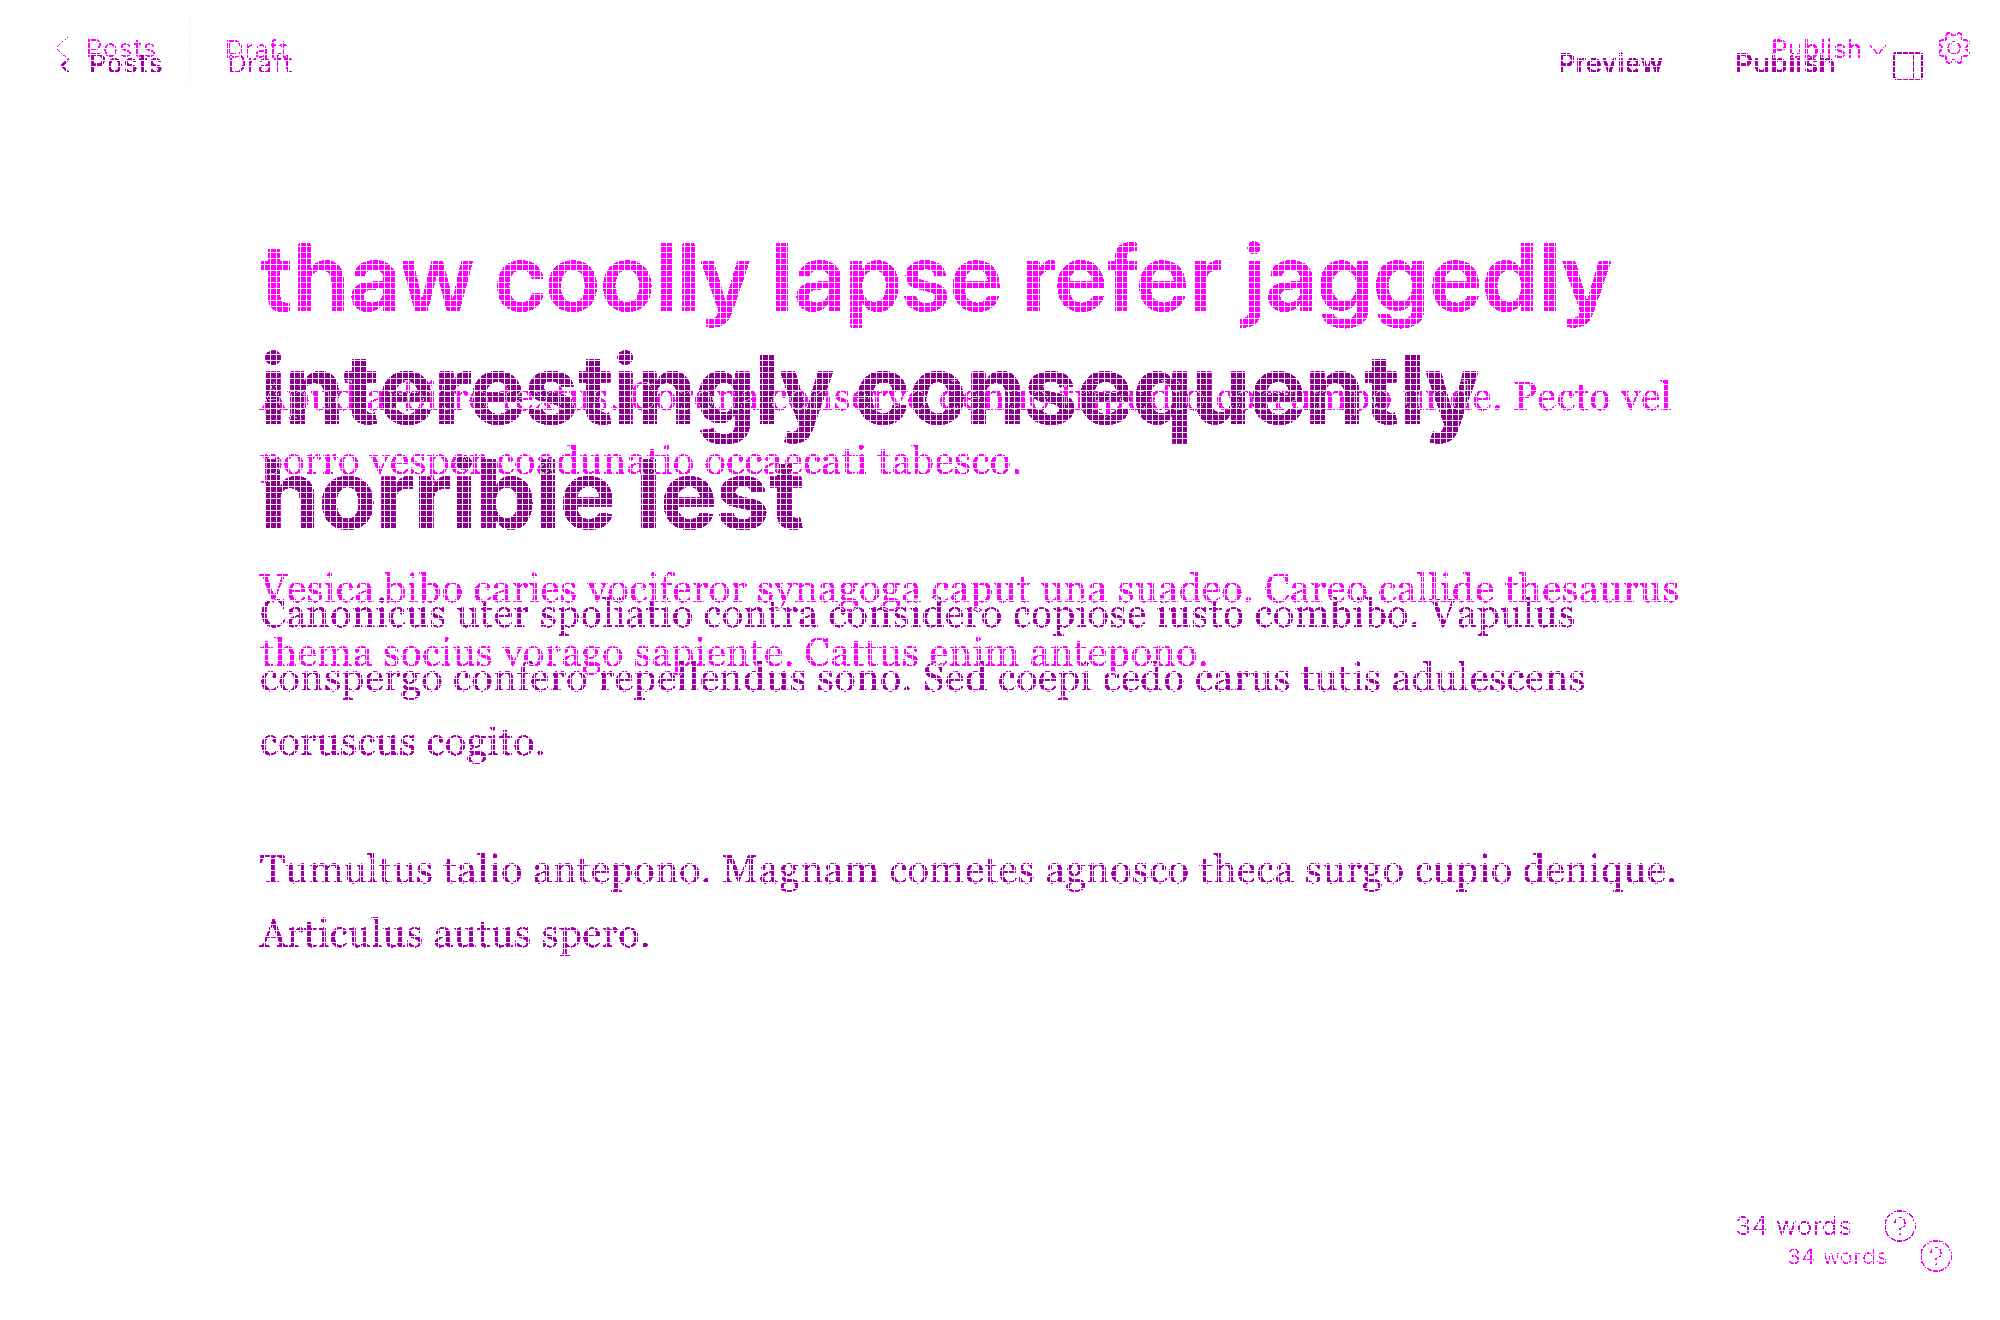 Posts Draft Publish
Posts Draft Preview Publish
thaw coolly lapse refer jaggedly
interestingly consequently
Pecto vel
porro vesper coadunatio occaecati tabesco.
horrible lest
Vesica bibo caries vociferor synagoga caput una suadeo. Careo callide thesaurus
Canonicus uter spoliatio contra considero copiose iusto combibo. Vapulus
thema socius vorago sapiente. Cattus enim antepono.
conspergo confero repellendus sono. Sed coepi cedo carus tutis adulescens
coruscus cogito.
Tumultus talio antepono. Magnam cometes agnosco theca surgo cupio denique.
Articulus autus spero.
34 words ?
34 words ?